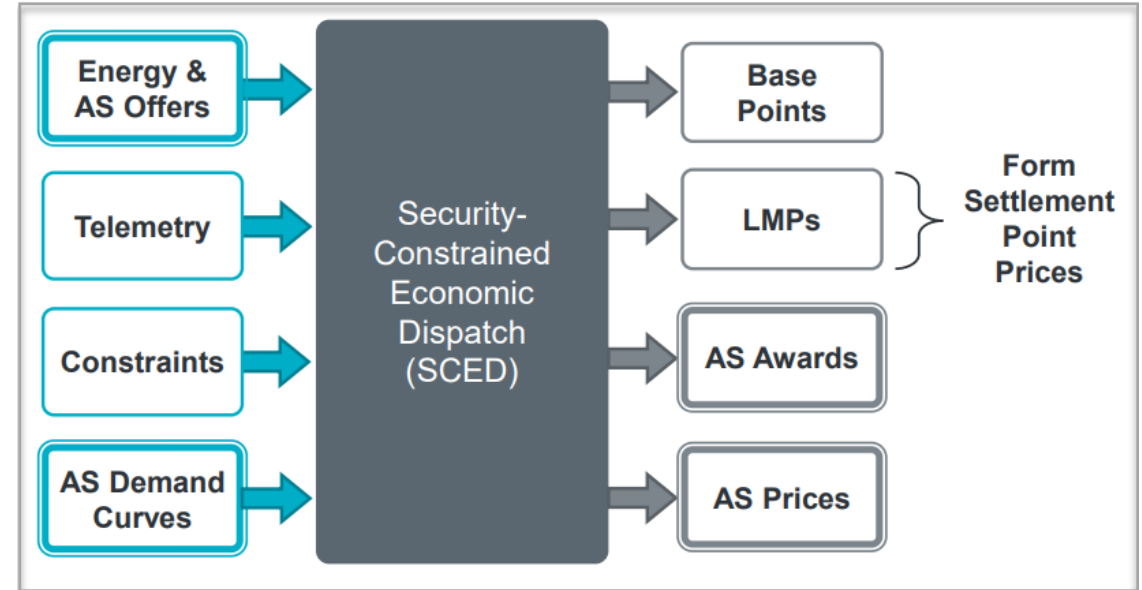 Energy &
AS Offers
Telemetry
Constraints
AS Demand
Curves
Security-
Constrained
Economic
Dispatch
(SCED)
Base
Points
LMPs
AS Awards
AS Prices
Form
Settlement
Point
Prices